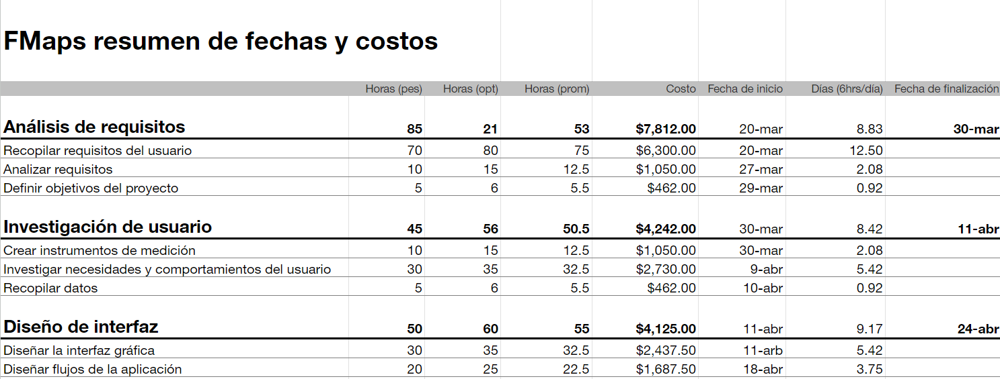 FMaps resumen de fechas y costos
Horas (pes) Horas (opt) Horas (prom) Costo Fecha de inicio Días (6hrs/día) Fecha de finalización
Análisis de requisitos 85 21 53 $7,812.00 20-mar 8.83 30-mar
Recopilar requisitos del usuario 70 80 75 $6,300.00 20-mar 12.50
Analizar requisitos 10 15 12.5 $1,050.00 27-mar 2.08
Definir objetivos del proyecto 5 6 5.5 $462.00 29-mar 0.92
Investigación de usuario 45 56 50.5 $4,242.00 30-mar 8.42 11-abr
Crear instrumentos de medición 10 15 12.5 $1,050.00 30-mar 2.08
Investigar necesidades y comportamientos del usuario 30 35 32.5 $2,730.00 9-abr 5.42
Recopilar datos 5 6 5.5 $462.00 10-abr 0.92
Diseño de interfaz 50 60 55 $4,125.00 11-abr 9.17 24-abr
Diseñar la interfaz gráfica 30 35 32.5 $2,437.50 11-arb 5.42
Diseñar flujos de la aplicación 20 25 22.5 $1,687.50 18-abr 3.75